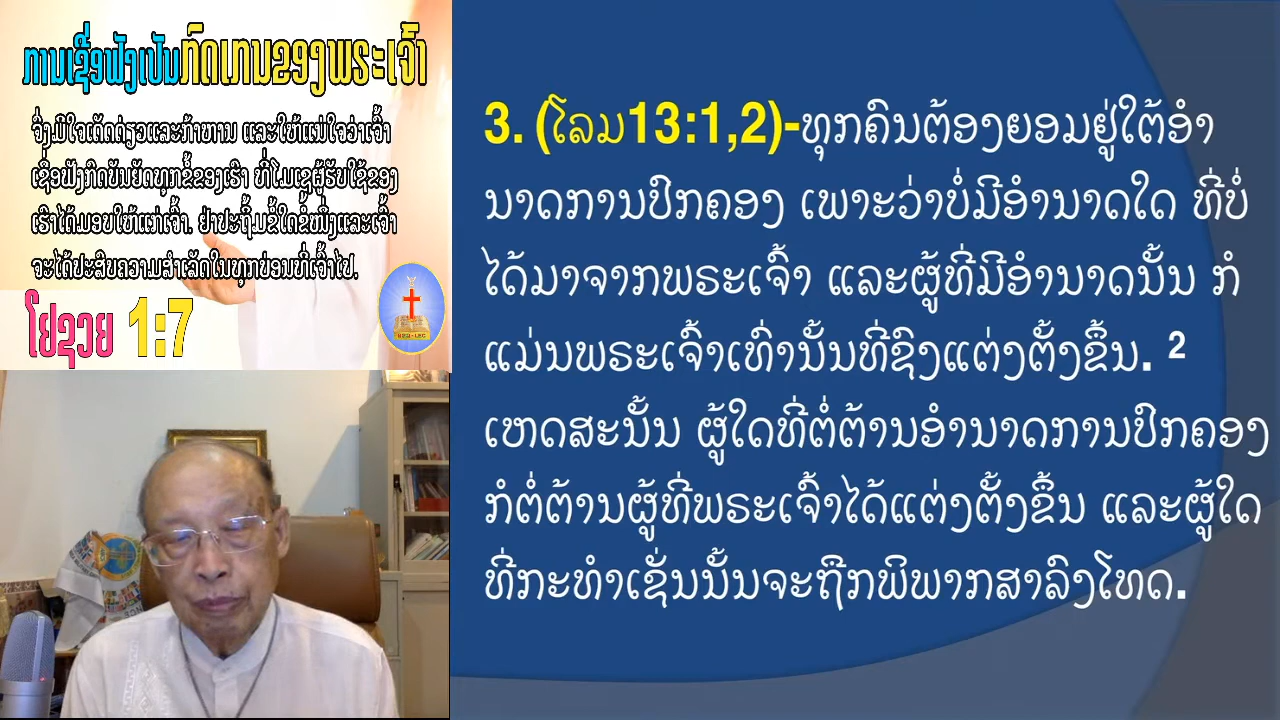 ການເຊື່ອຟັງເປັນກົດເກນຂອງພຣະເຈົ້າ
ຈົ່ງມີໃຈເດັດດ່ຽວແລະກ້າຫານ ແລະໃຫ້ແນ່ໃຈວ່າເຈົ້າ
ເຊື່ອຟັງກົດບັນຍັດທຸກຂໍ້ຂອງເຮົາ ທີ່ໂມເຊຜູ້ຮັບໃຊ້ຂອງ
ເຮົາໄດ້ມອບໃຫ້ແກ່ເຈົ້າ. ຢ່າປະຖິ້ມຂໍ້ໃດຂໍ້ໜຶ່ງແລະເຈົ້າ
ຈະໄດ້ປະສົບຄວາມສຳເລັດໃນທຸກບ່ອນທີ່ເຈົ້າໄປ.
ໂຢຊວຍ 1:7
3. (ໂລມ13:1,2)-ທຸກຄົນຕ້ອງຍອມຢູ່ໃຕ້ອຳ
ນາດການປົກຄອງ ເພາະວ່າບໍ່ມີອຳນາດໃດ ທີ່ບໍ່
ໄດ້ມາຈາກພຣະເຈົ້າ ແລະຜູ້ທີ່ມີອຳນາດນັ້ນ ກໍ
ແມ່ນພຣະເຈົ້າເທົ່ານັ້ນທີ່ຊົງແຕ່ງຕັ້ງຂຶ້ນ. ²
ເຫດສະນັ້ນ ຜູ້ໃດທີ່ຕໍ່ຕ້ານອຳນາດການປົກຄອງ
ກໍຕໍ່ຕ້ານຜູ້ທີ່ພຣະເຈົ້າໄດ້ແຕ່ງຕັ້ງຂຶ້ນ ແລະຜູ້ໃດ
ທີ່ກະທຳເຊັ່ນນັ້ນຈະຖືກພິພາກສາລົງໂທດ.